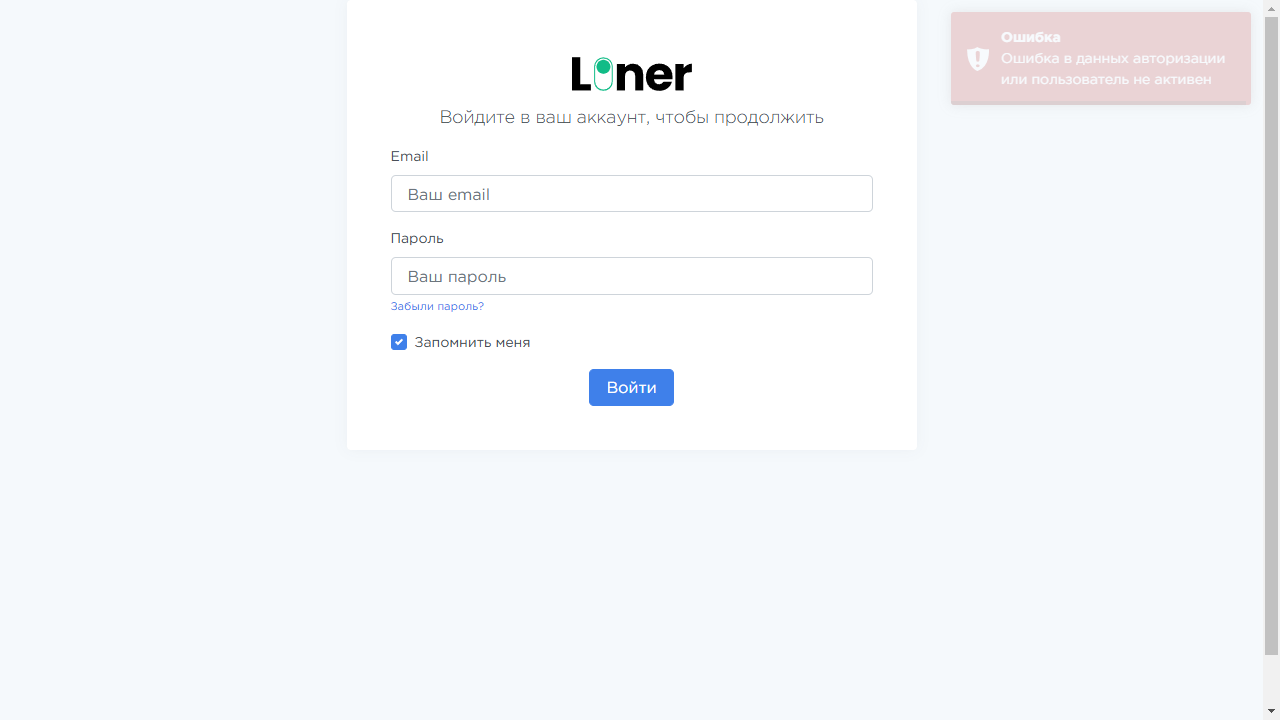 Liner
Войдите в ваш аккаунт, чтобы продолжить
Email
Ваш email
Пароль
Ваш пароль
Забыли пароль?
Запомнить меня
Войти
Ошибка
Ошибка в данных авторизации
или пользователь не активен